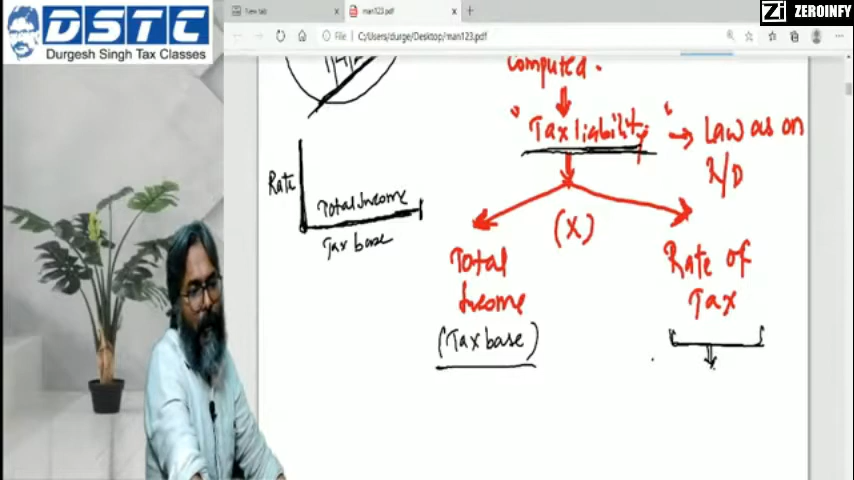 DSTC
Durgesh Singh Tax Classes
New tab
man123.pdf
File
C:/Users/durge/Desktop/man123.pdf
Zi ZEROINFY
Computed.
"Tax liability" → Law as on
R/D
Rate
Total Income
Tax base
(X)
Total
Income
(Tax base)
Rate of
Tax